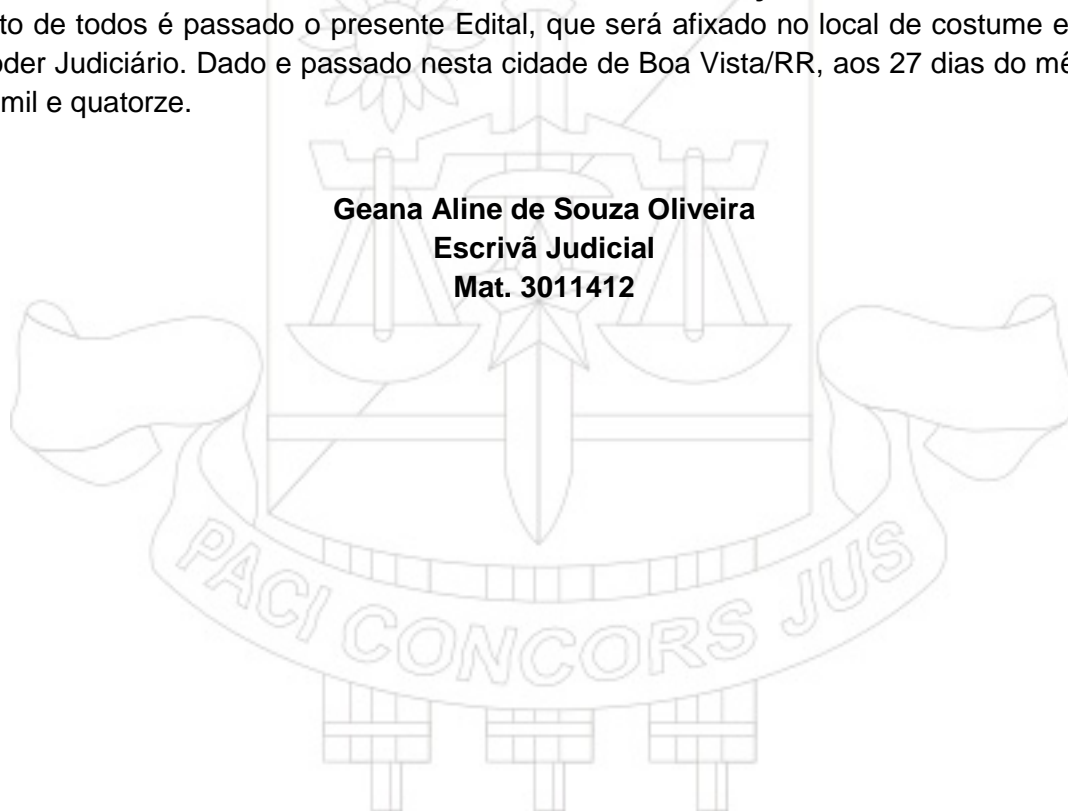 to de todos é passado o presente Edital, que será afixado no local de costume e
oder Judiciário. Dado e passado nesta cidade de Boa Vista/RR, aos 27 dias do mê
mil e quatorze.
Geana Aline de Souza Oliveira
Escrivã Judicial
Mat. 3011412
PACI CONCORS JUS